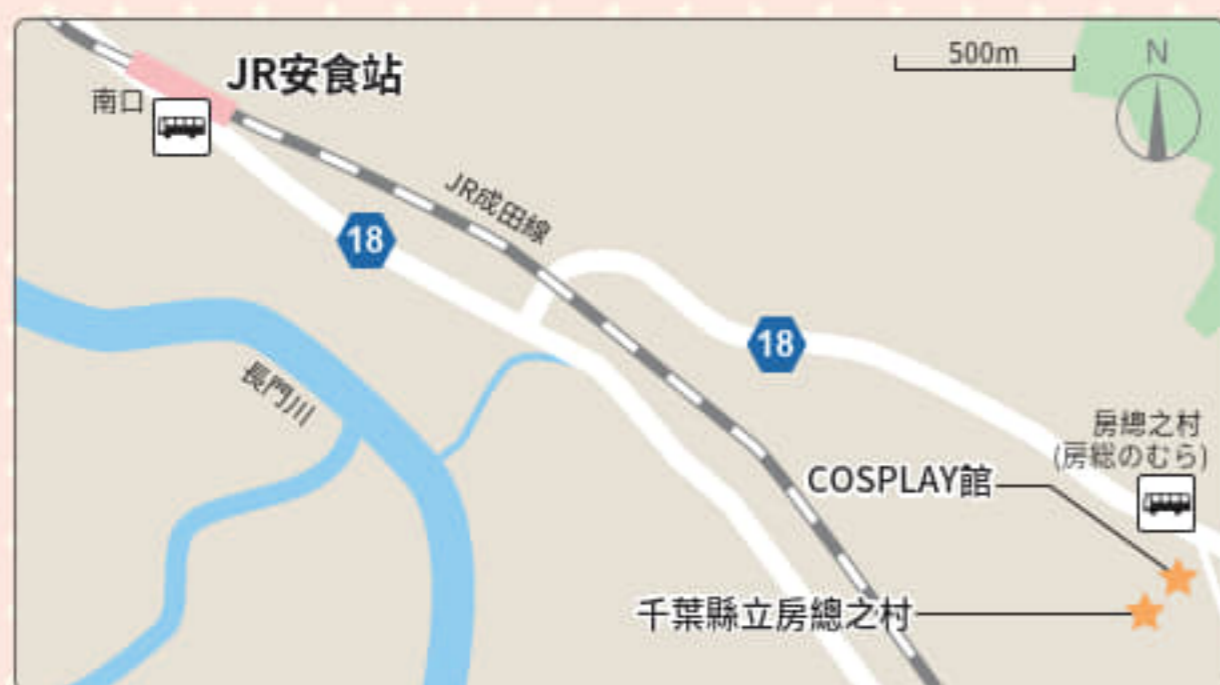 JR安食站
500m
N
南口
JR成田線
18
18
長門川
房總之村
(房総のむら)
COSPLAY館
千葉縣立房總之村